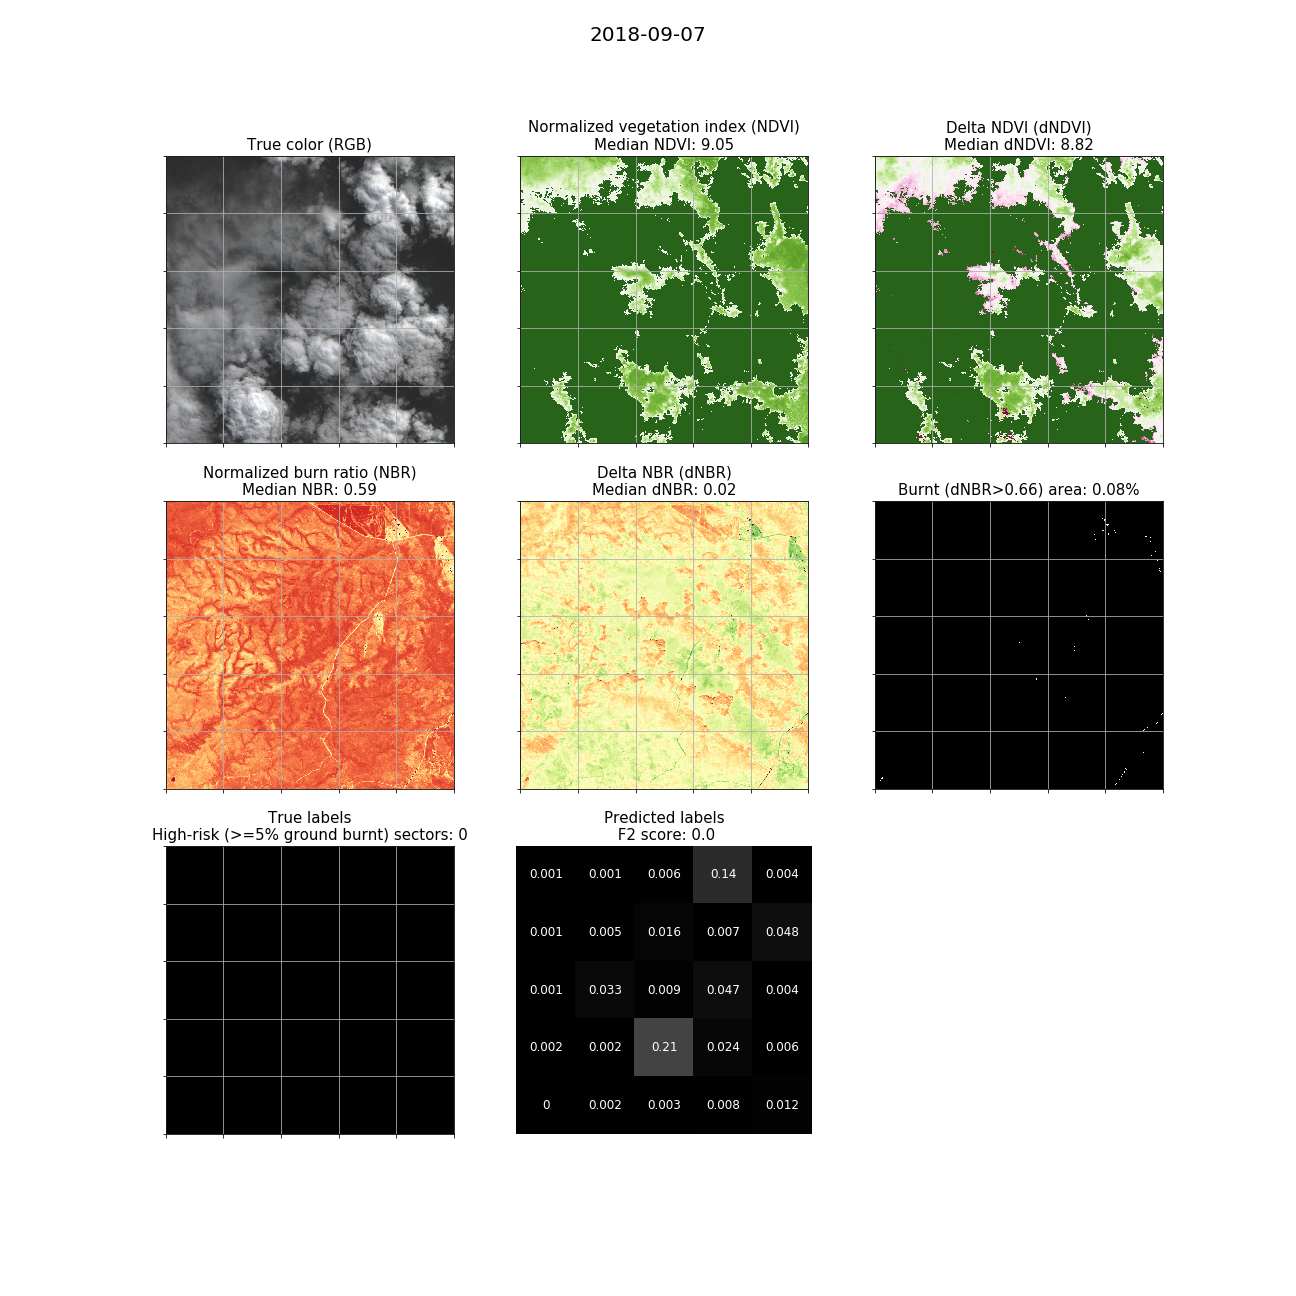 2018-09-07
True color (RGB)
Normalized vegetation index (NDVI)
Median NDVI: 9.05
Delta NDVI (dNDVI)
Median dNDVI: 8.82
Normalized burn ratio (NBR)
Median NBR: 0.59
Delta NBR (dNBR)
Median dNBR: 0.02
Burnt (dNBR>0.66) area: 0.08%
True labels
High-risk (>=5% ground burnt) sectors: 0
Predicted labels
F2 score: 0.0
0.001 0.001 0.006 0.14 0.004
0.001 0.005 0.016 0.007 0.048
0.001 0.033 0.009 0.047 0.004
0.002 0.002 0.21 0.024 0.006
0 0.002 0.003 0.008 0.012